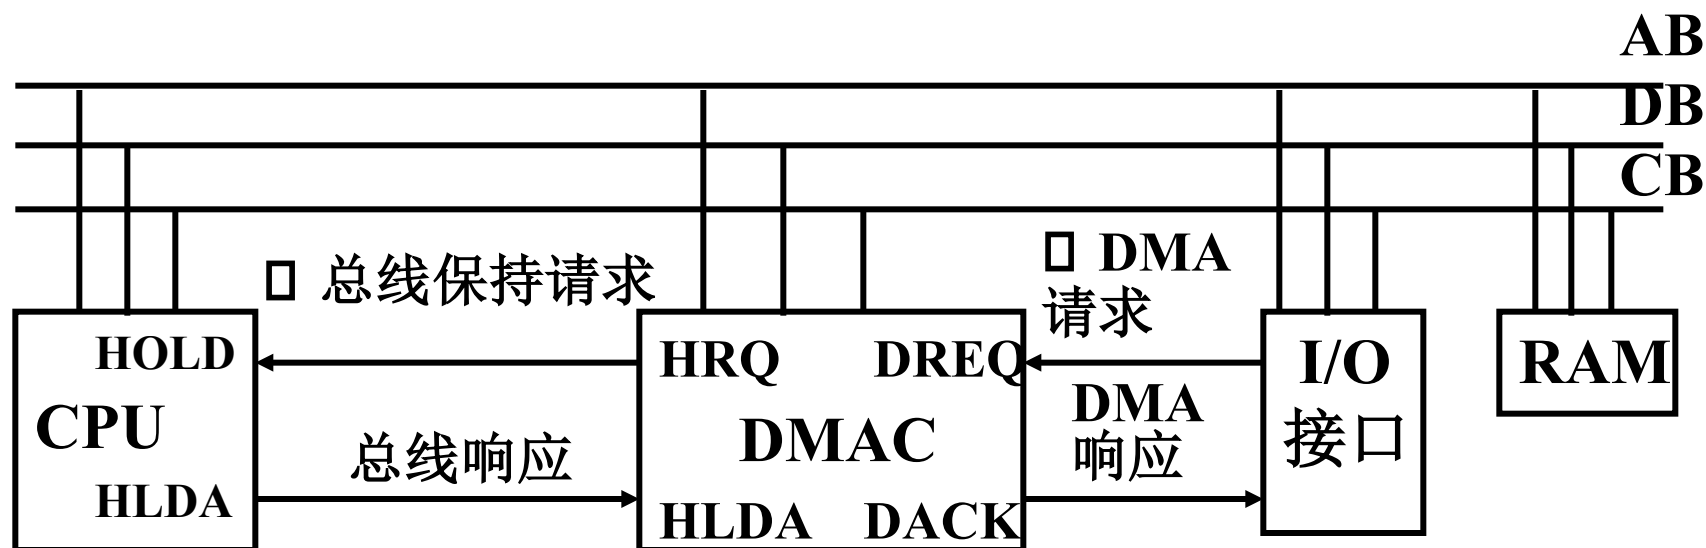 AB
DB
CB
□ 总线保持请求
□ DMA
请求
HOLD
CPU
HLDA
总线响应
HRQ
DREQ
DMAC
HLDA
DACK
DMA
响应
I/O
接口
RAM